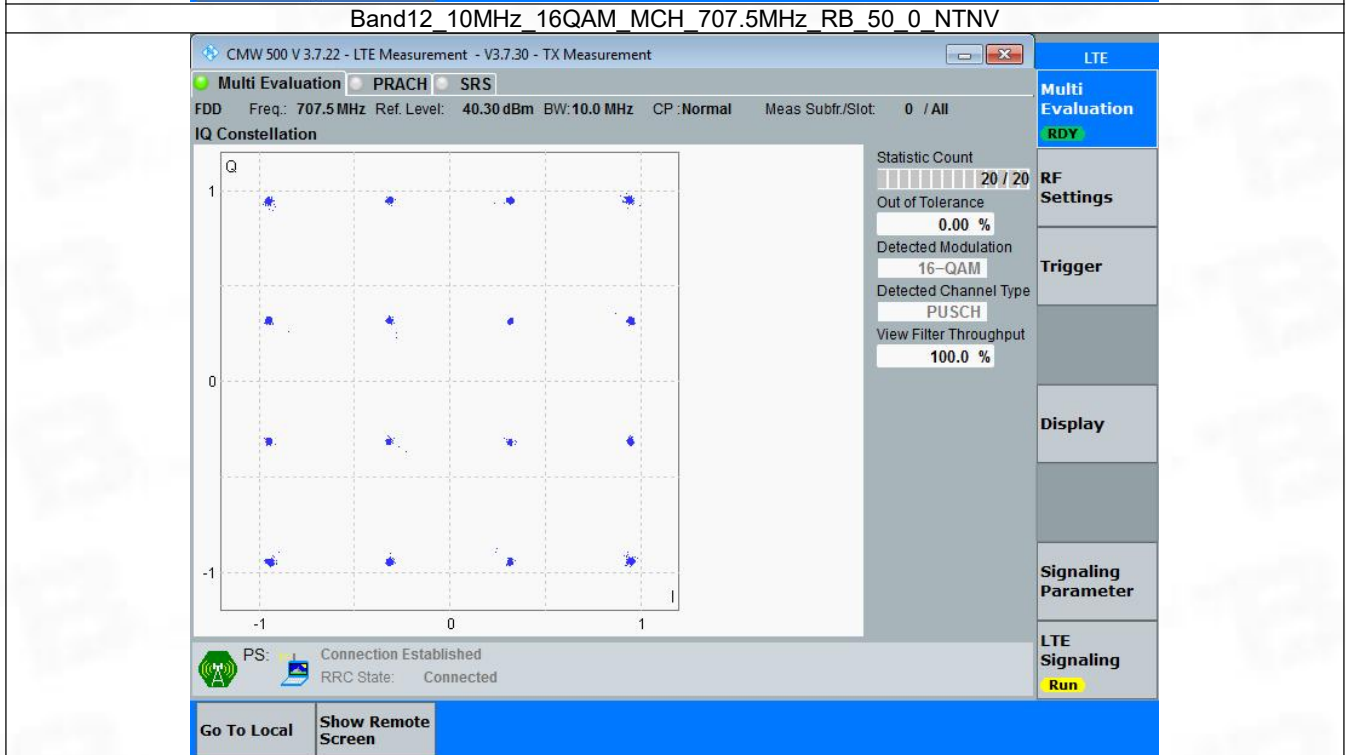 Band12_10MHz_16QAM_MCH_707.5MHz_RB_50_0_NTNV
CMW 500 V 3.7.22 - LTE Measurement - V3.7.30 - TX Measurement
LTE
Multi Evaluation PRACH SRS
Multi
Evaluation
RDY
FDD Freq.: 707.5 MHz Ref. Level: 40.30 dBm BW: 10.0 MHz CP : Normal Meas Subfr./Slot: 0 / All
IQ Constellation
Q
1
0
-1
I
-1 0 1
Statistic Count
20 / 20
Out of Tolerance
0.00 %
Detected Modulation
16-QAM
Detected Channel Type
PUSCH
View Filter Throughput
100.0 %
RF
Settings
Trigger
Display
Signaling
Parameter
LTE
Signaling
Run
PS: Connection Established
RRC State: Connected
Go To Local
Show Remote
Screen